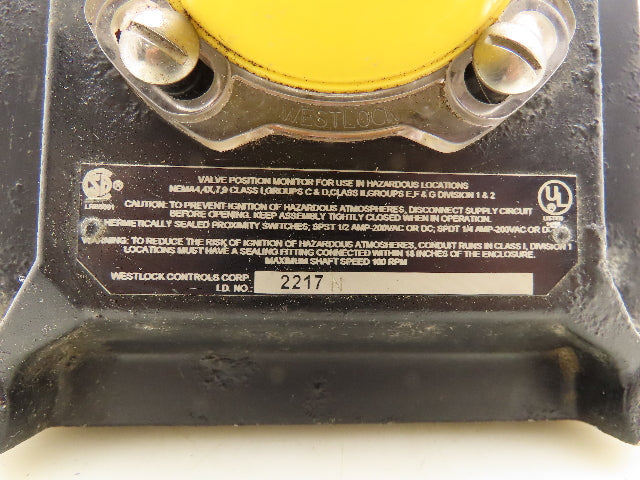 WESTLOCK
VALVE POSITION MONITOR FOR USE IN HAZARDOUS LOCATIONS
NEMA4,4X,7,9 CLASS I,GROUPS C & D,CLASS II,GROUPS E,F & G DIVISION 1 & 2
CAUTION: TO PREVENT IGNITION OF HAZARDOUS ATMOSPHERES, DISCONNECT SUPPLY CIRCUIT
BEFORE OPENING. KEEP ASSEMBLY TIGHTLY CLOSED WHEN IN OPERATION.
HERMETICALLY SEALED PROXIMITY SWITCHES; SPST 1/2 AMP-200VAC OR DC; SPDT 1/4 AMP-200VAC OR D
WARNING: TO REDUCE THE RISK OF IGNITION OF HAZARDOUS ATMOSPHERES, CONDUIT RUNS IN CLASS I, DIVISION 1
LOCATIONS MUST HAVE A SEALING FITTING CONNECTED WITHIN 18 INCHES OF THE ENCLOSURE.
MAXIMUM SHAFT SPEED 100 RPM
WESTLOCK CONTROLS CORP.
I.D. NO.: 2217
UL